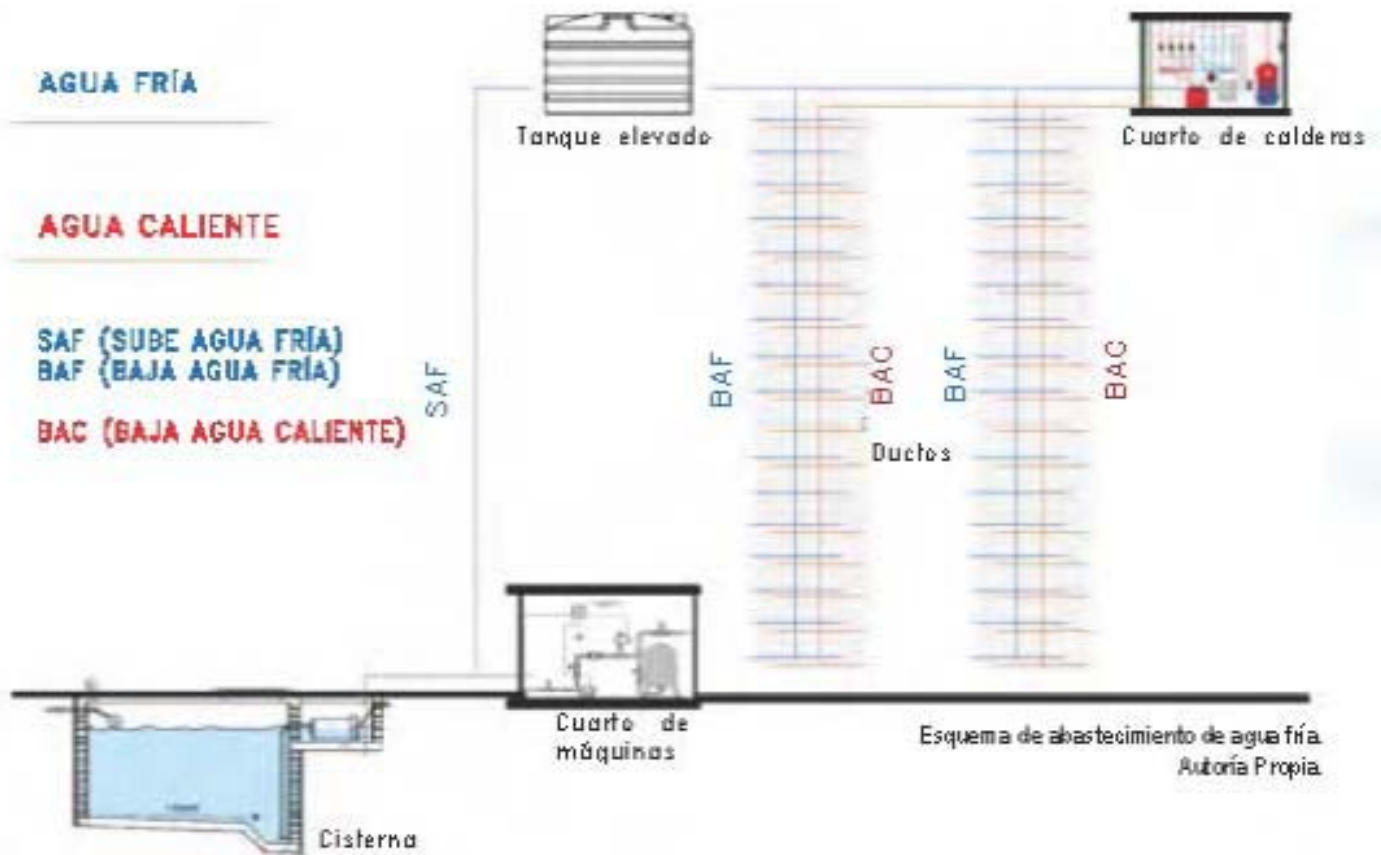 AGUA FRÍA
Tanque elevado
Cuarto de calderas
AGUA CALIENTE
SAF (SUBE AGUA FRÍA)
BAF (BAJA AGUA FRÍA)
BAC (BAJA AGUA CALIENTE)
SAF
BAF
BAC
BAF
BAC
Ductos
Cuarto de
máquinas
Esquema de abastecimiento de agua fría.
Autoría Propia.
Cisterna